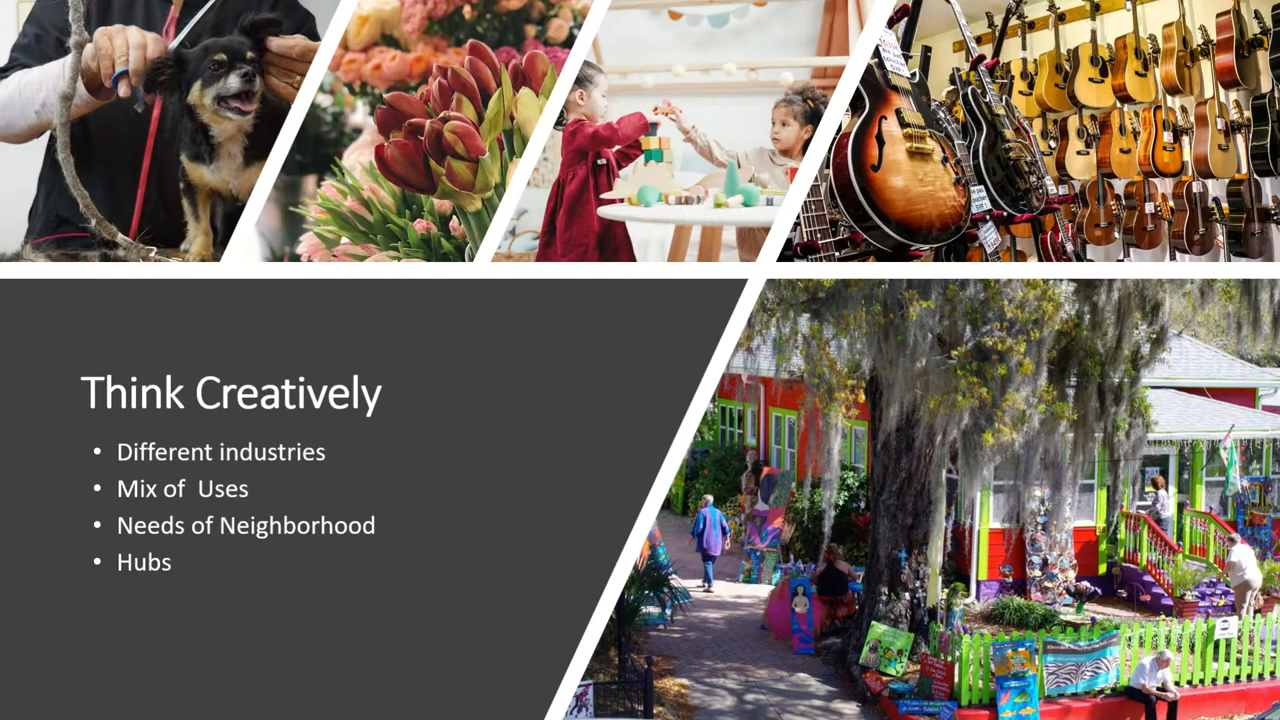 Think Creatively
• Different industries
• Mix of  Uses
• Needs of Neighborhood
• Hubs